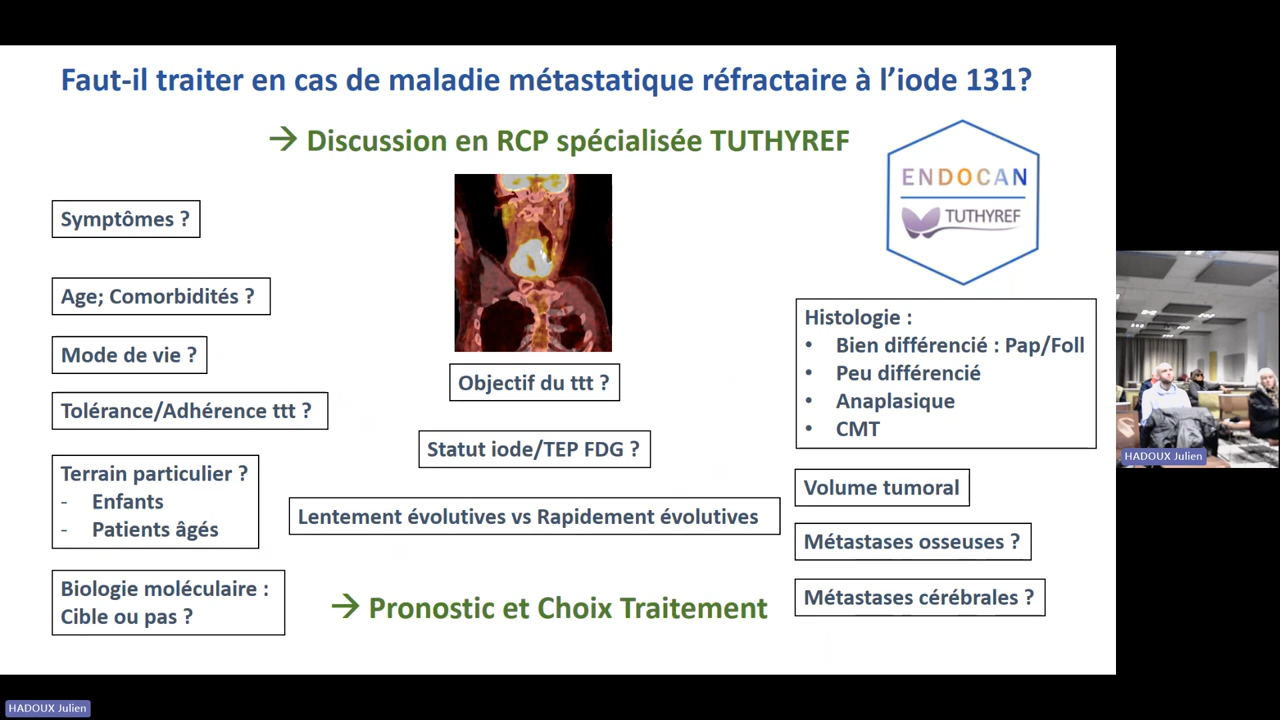 Faut-il traiter en cas de maladie métastatique réfractaire à l'iode 131?
→ Discussion en RCP spécialisée TUTHYREF
ENDOCAN
TUTHYREF
Symptômes ?
Age; Comorbidités ?
Mode de vie ?
Tolérance/Adhérence ttt ?
Terrain particulier ?
- Enfants
- Patients âgés
Biologie moléculaire :
Cible ou pas ?
Objectif du ttt ?
Statut iode/TEP FDG ?
Lentement évolutives vs Rapidement évolutives
→ Pronostic et Choix Traitement
Histologie :
• Bien différencié : Pap/Foll
• Peu différencié
• Anaplasique
• CMT
Volume tumoral
Métastases osseuses ?
Métastases cérébrales ?
HADOUX Julien
HADOUX Julien